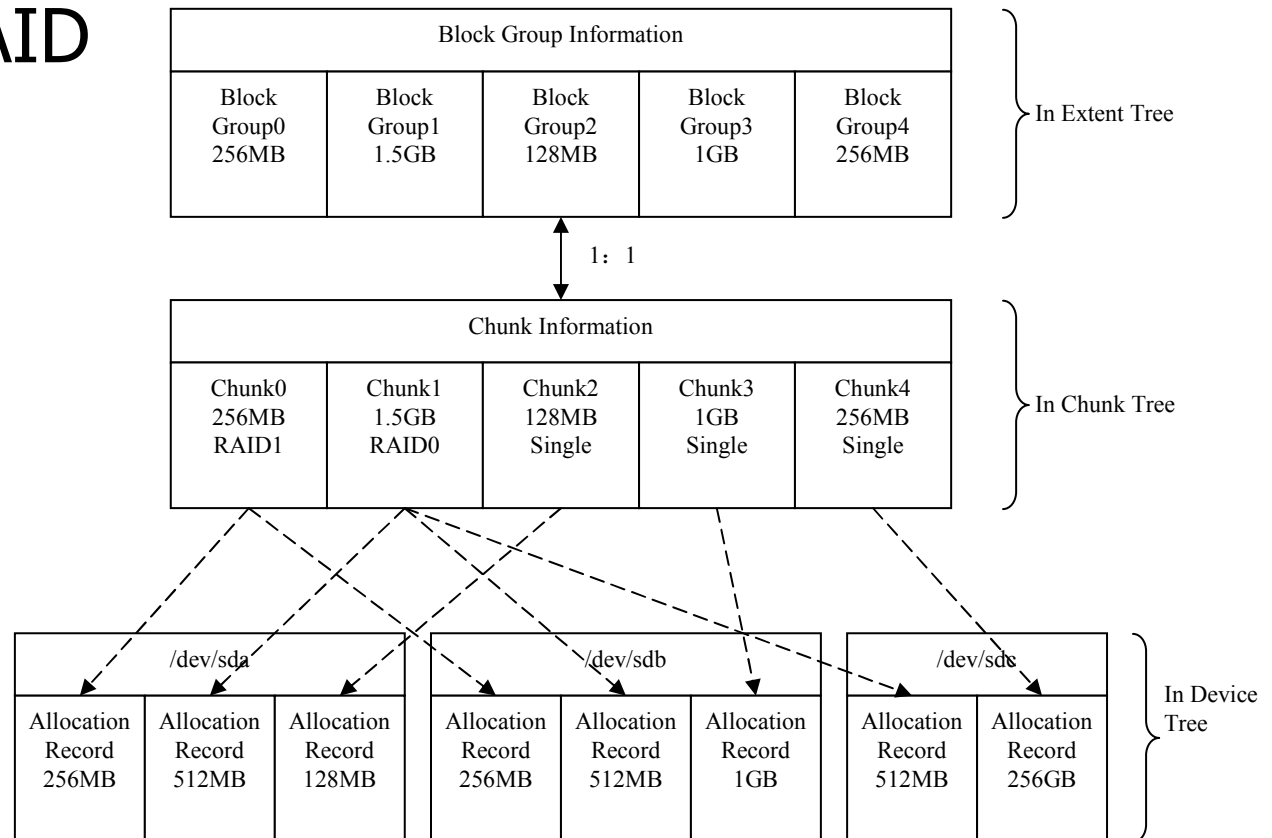 AID
Block Group Information
Block
Group0
256MB
Block
Group1
1.5GB
Block
Group2
128MB
Block
Group3
1GB
Block
Group4
256MB
In Extent Tree
1：1
Chunk Information
Chunk0
256MB
RAID1
Chunk1
1.5GB
RAID0
Chunk2
128MB
Single
Chunk3
1GB
Single
Chunk4
256MB
Single
In Chunk Tree
/dev/sda
/dev/sdb
/dev/sdc
Allocation
Record
256MB
Allocation
Record
512MB
Allocation
Record
128MB
Allocation
Record
256MB
Allocation
Record
512MB
Allocation
Record
1GB
Allocation
Record
512MB
Allocation
Record
256GB
In Device
Tree